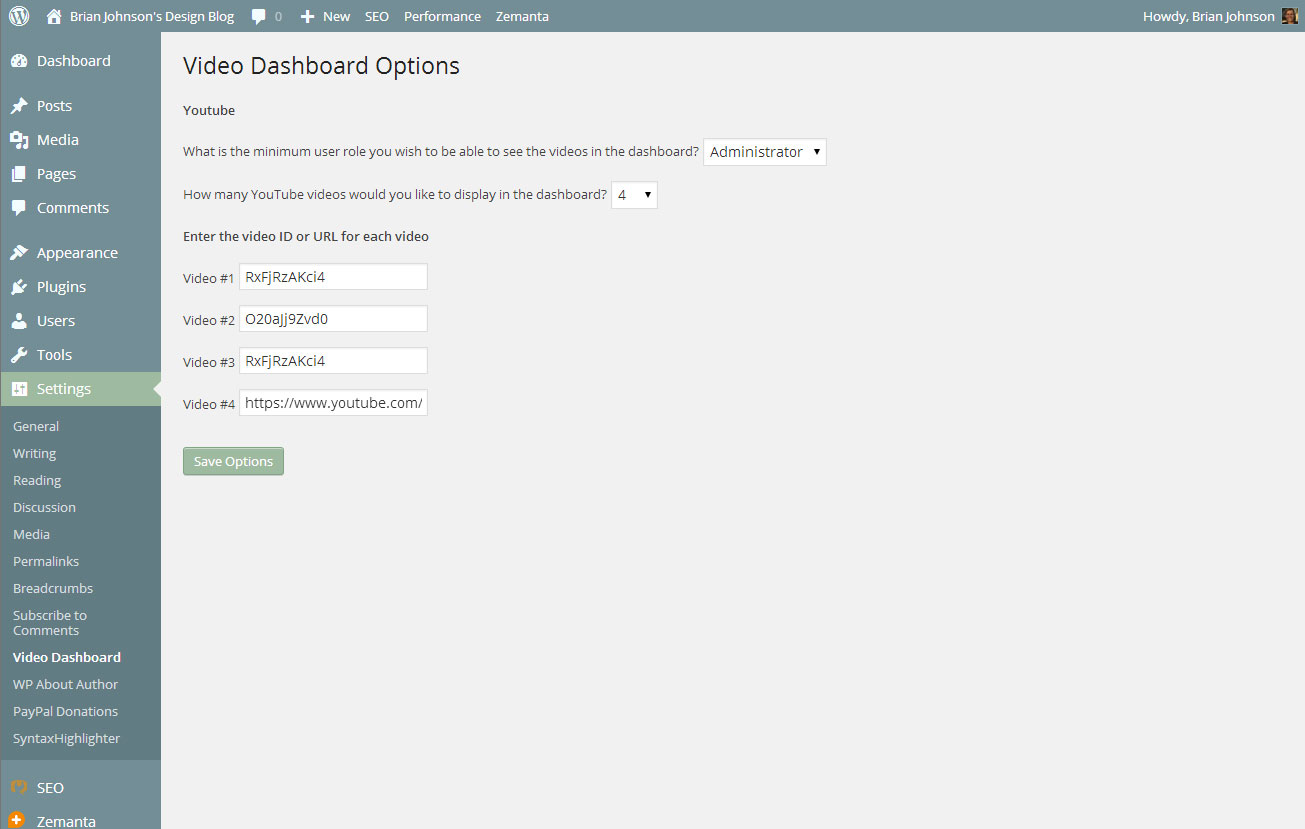 Brian Johnson's Design Blog 0 New SEO Performance Zemanta Howdy, Brian Johnson
Dashboard
Posts
Media
Pages
Comments
Appearance
Plugins
Users
Tools
Settings
General
Writing
Reading
Discussion
Media
Permalinks
Breadcrumbs
Subscribe to
Comments
Video Dashboard
WP About Author
PayPal Donations
SyntaxHighlighter
SEO
Zemanta
Video Dashboard Options
Youtube
What is the minimum user role you wish to be able to see the videos in the dashboard? Administrator
How many YouTube videos would you like to display in the dashboard? 4
Enter the video ID or URL for each video
Video #1 RxFjRzAKci4
Video #2 O20aJj9Zvd0
Video #3 RxFjRzAKci4
Video #4 https://www.youtube.com/
Save Options